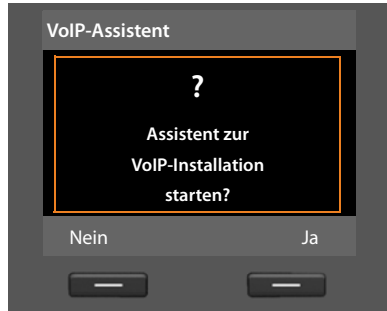 VoIP-Assistent
?
Assistent zur
VoIP-Installation
starten?
Nein Ja